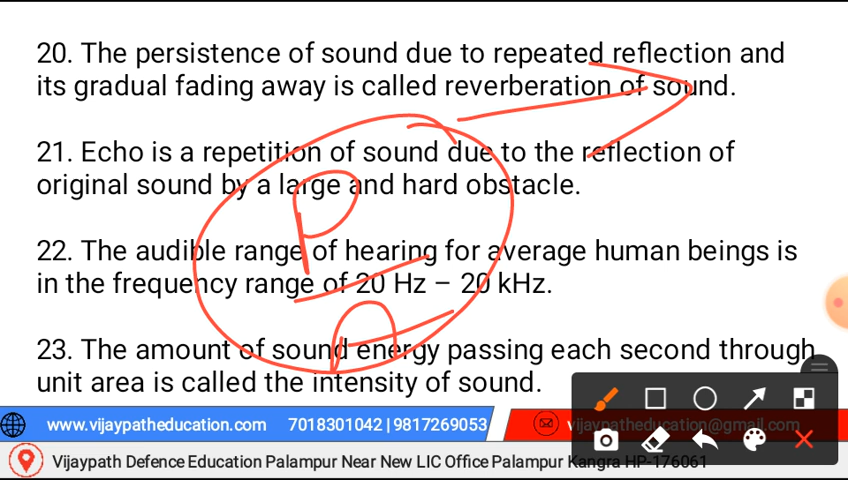 20. The persistence of sound due to repeated reflection and
its gradual fading away is called reverberation of sound.
21. Echo is a repetition of sound due to the reflection of
original sound by a large and hard obstacle.
22. The audible range of hearing for average human beings is
in the frequency range of 20 Hz – 20 kHz.
23. The amount of sound energy passing each second through
unit area is called the intensity of sound.
P
A
www.vijaypatheducation.com 7018301042 | 9817269053 vijaypatheducation@gmail.com
Vijaypath Defence Education Palampur Near New LIC Office Palampur Kangra HP-176061